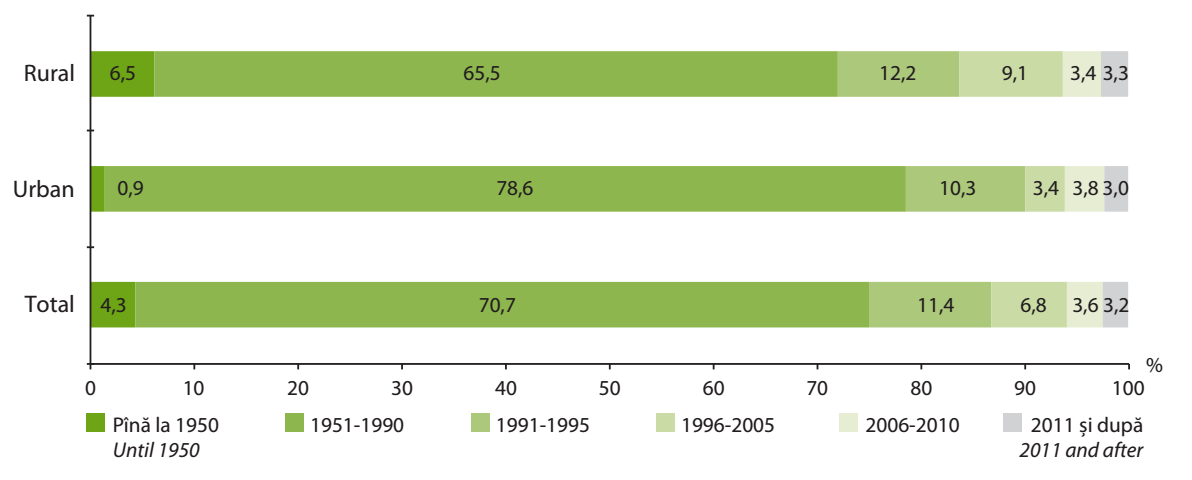 Rural 6,5 65,5 12,2 9,1 3,4 3,3
Urban 0,9 78,6 10,3 3,4 3,8 3,0
Total 4,3 70,7 11,4 6,8 3,6 3,2
%
0 10 20 30 40 50 60 70 80 90 100
Pînă la 1950 1951-1990 1991-1995 1996-2005 2006-2010 2011 și după
Until 1950 2011 and after